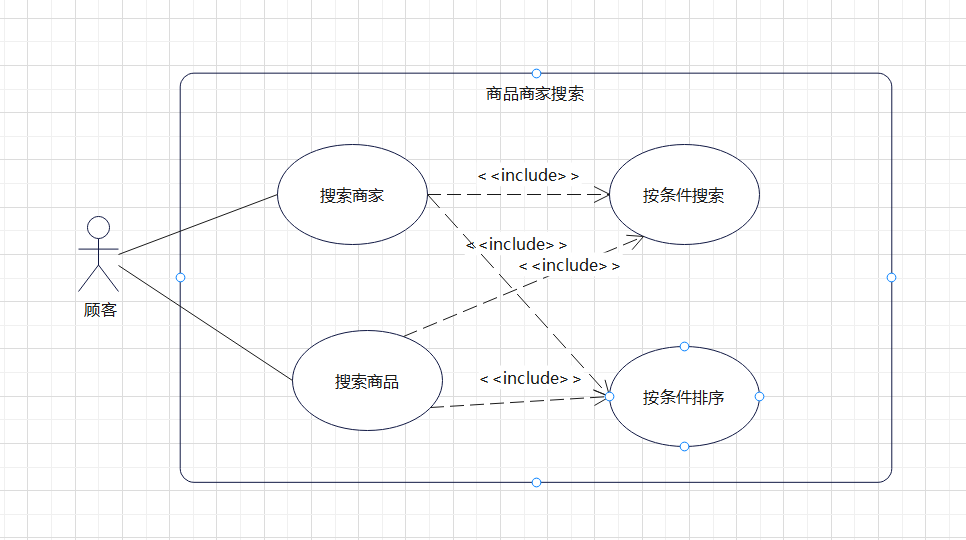 商品商家搜索
搜索商家
< <include> >
按条件搜索
< <include> >
< <include> >
顾客
搜索商品
< <include> >
按条件排序